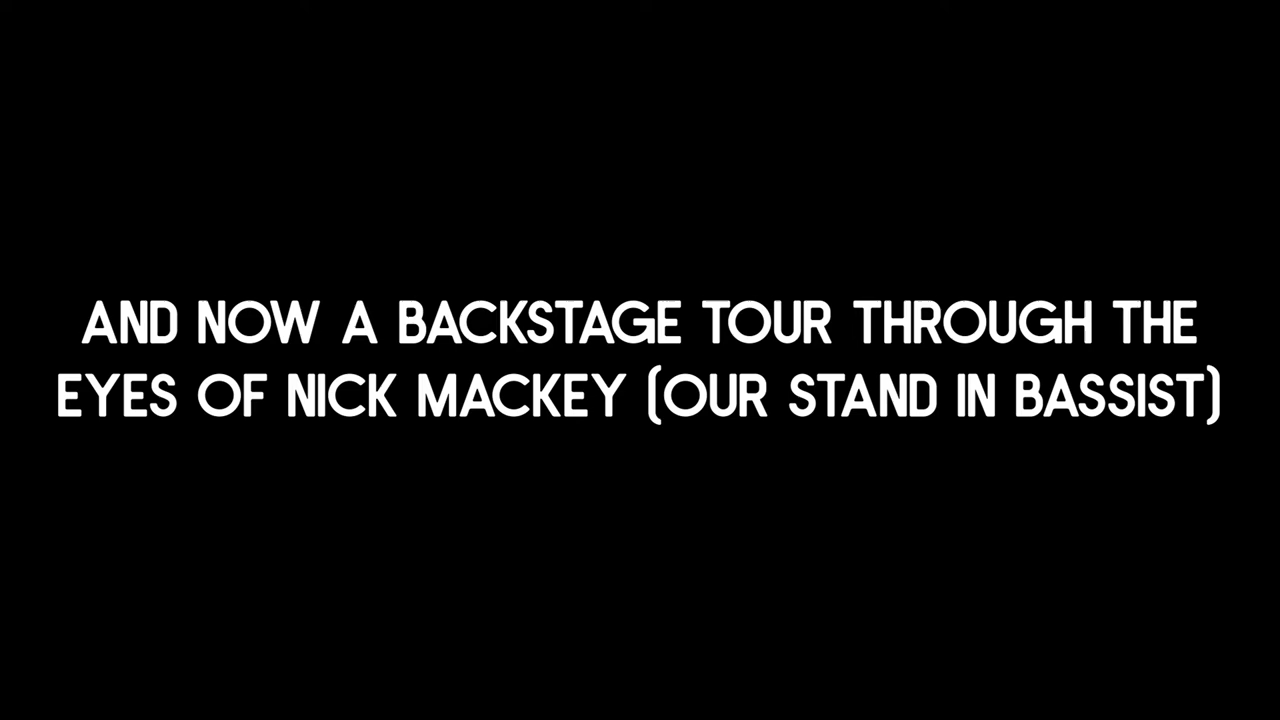 AND NOW A BACKSTAGE TOUR THROUGH THE
EYES OF NICK MACKEY (OUR STAND IN BASSIST)